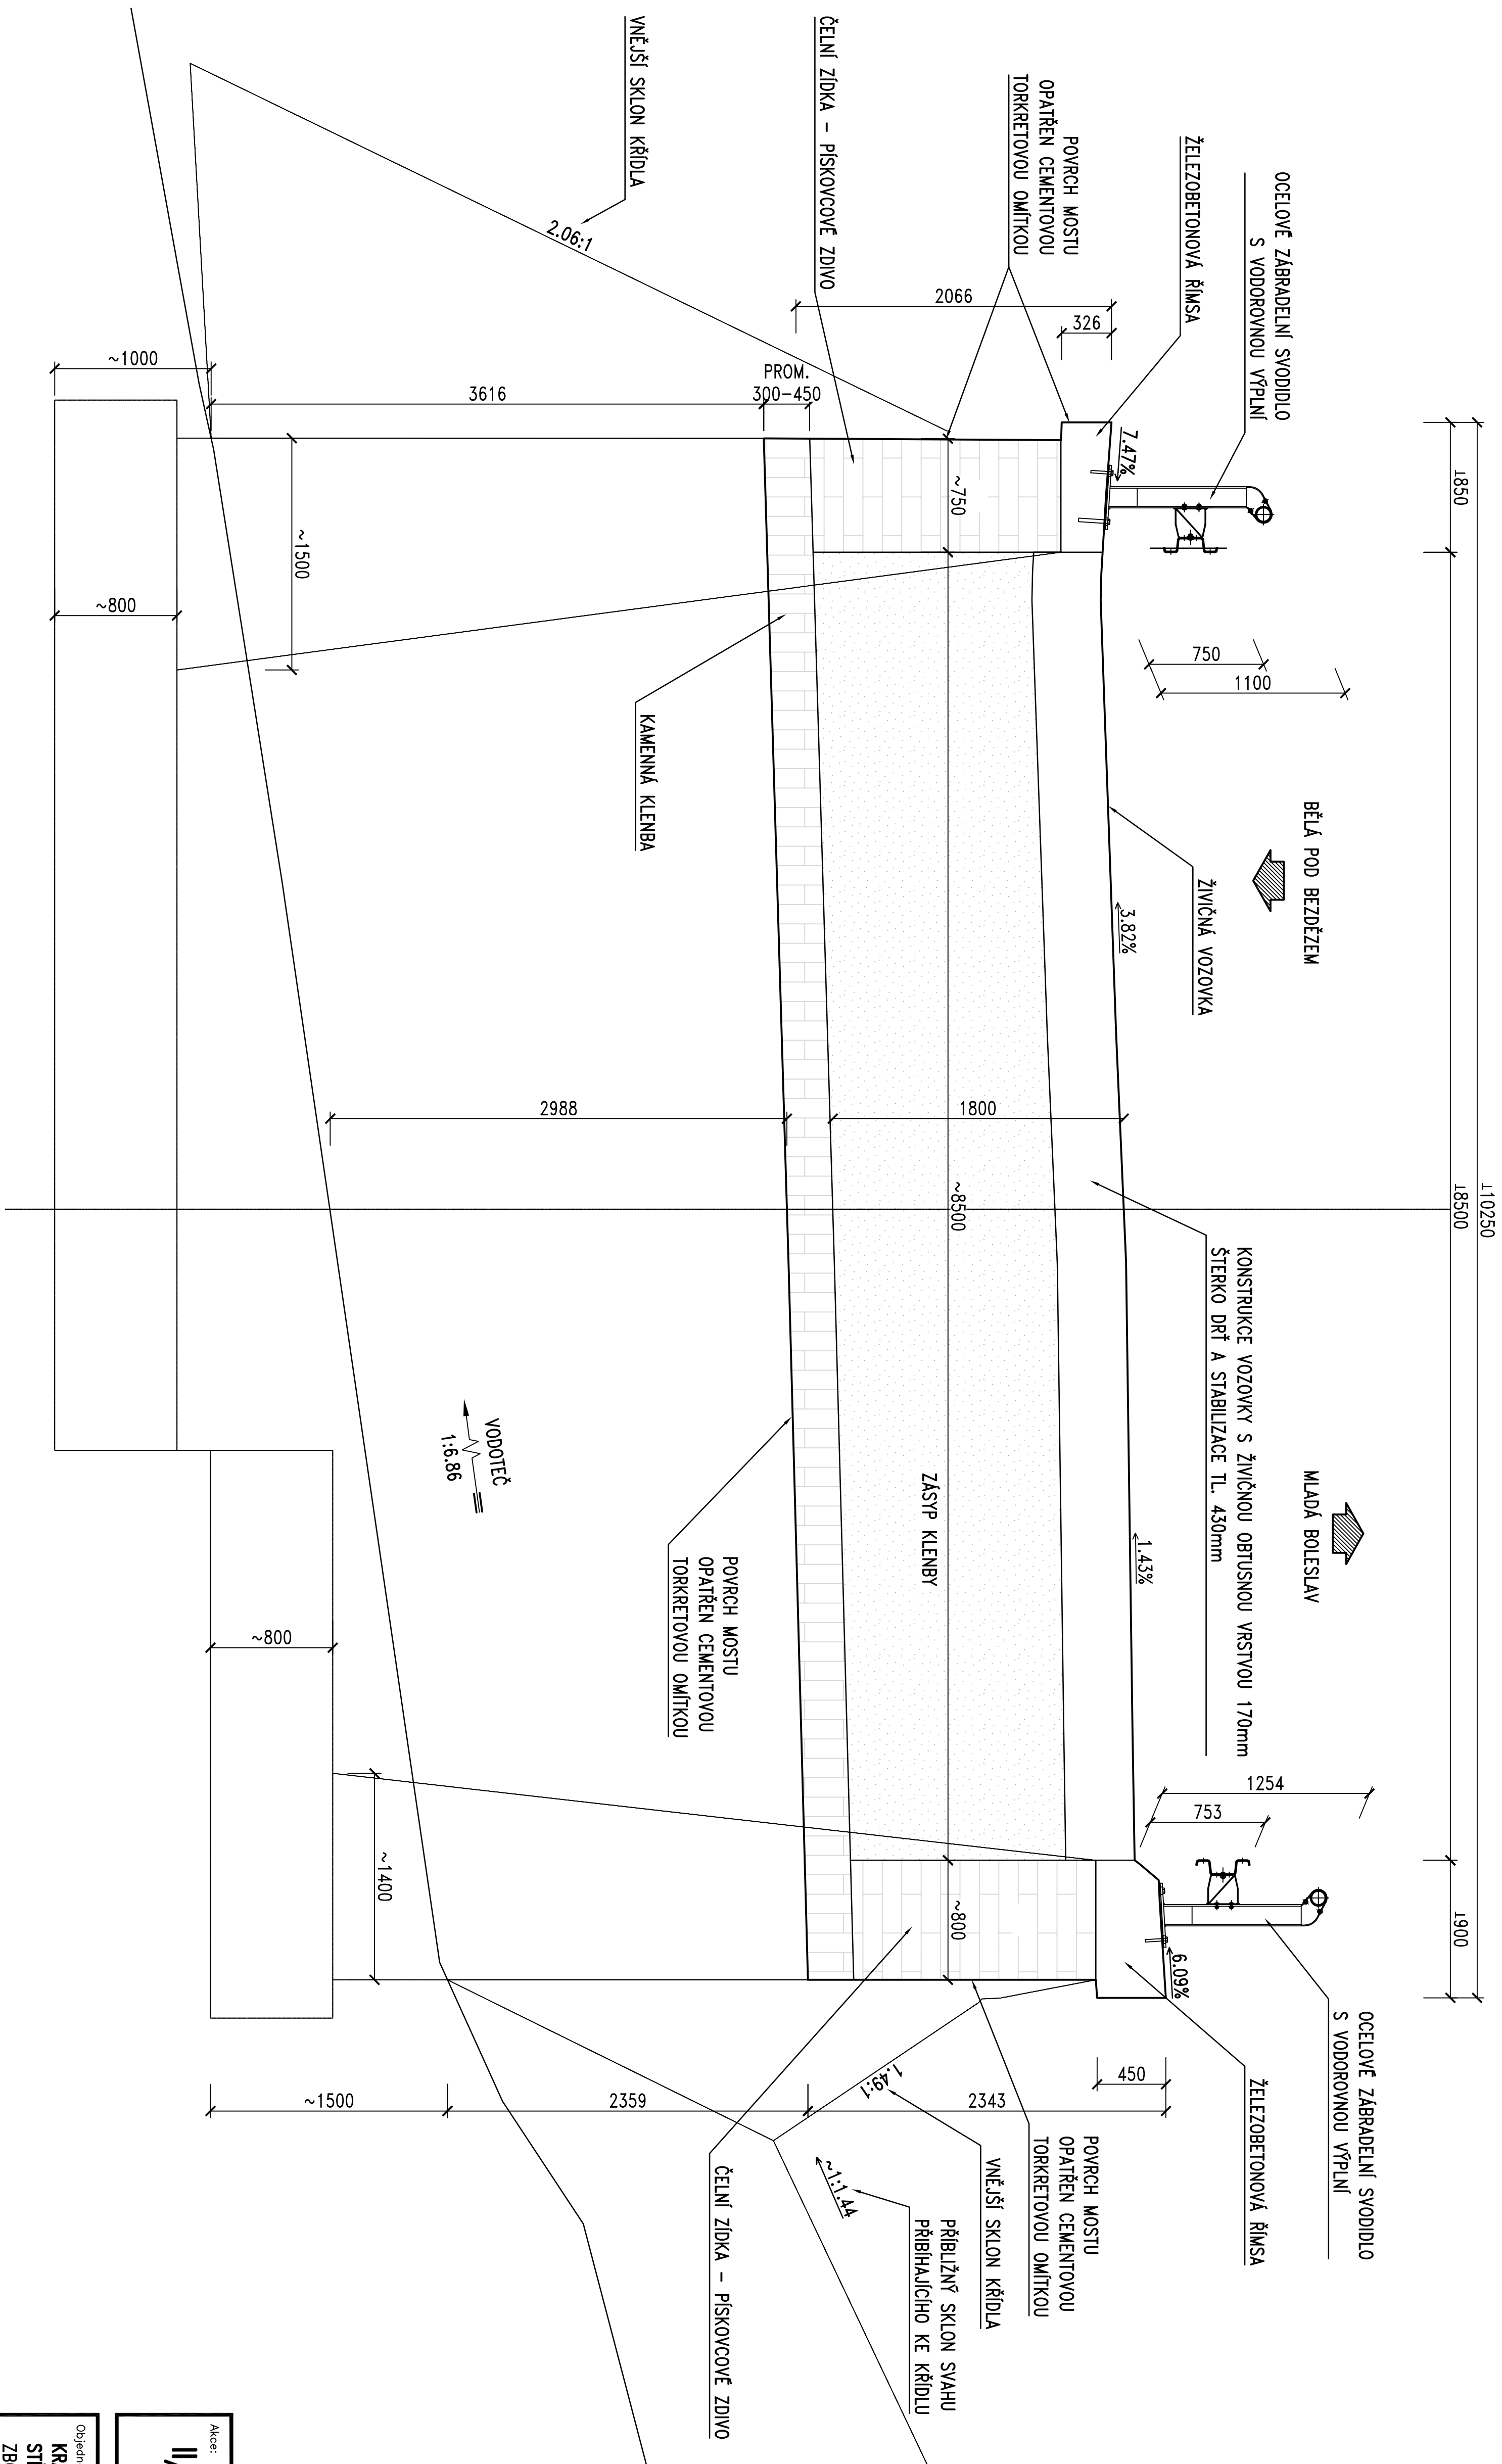 ⊥10250
⊥850
⊥8500
⊥900
OCELOVÉ ZÁBRADELNÍ SVODIDLO
S VODOROVNOU VÝPLNÍ
ŽELEZOBETONOVÁ ŘÍMSA
POVRCH MOSTU
OPATŘEN CEMENTOVOU
TORKRETOVOU OMÍTKOU
ČELNÍ ZÍDKA – PÍSKOVCOVÉ ZDIVO
VNĚJŠÍ SKLON KŘÍDLA
2.06:1
2066
326
7.47%
PROM.
300-450
3616
~1000
~750
~1500
~800
750
1100
BĚLÁ POD BEZDĚZEM
ŽIVIČNÁ VOZOVKA
3.82%
KAMENNÁ KLENBA
2988
1800
~8500
KONSTRUKCE VOZOVKY S ŽIVIČNOU OBTUSNOU VRSTVOU 170mm
ŠTERKO DRŤ A STABILIZACE TL. 430mm
MLADÁ BOLESLAV
1.43%
ZÁSYP KLENBY
VODOTEČ
1:6.86
POVRCH MOSTU
OPATŘEN CEMENTOVOU
TORKRETOVOU OMÍTKOU
~800
1254
753
~1400
~800
6.09%
OCELOVÉ ZÁBRADELNÍ SVODIDLO
S VODOROVNOU VÝPLNÍ
ŽELEZOBETONOVÁ ŘÍMSA
450
2343
2359
~1500
1.49:1
POVRCH MOSTU
OPATŘEN CEMENTOVOU
TORKRETOVOU OMÍTKOU
VNĚJŠÍ SKLON KŘÍDLA
~1:1.44
PŘÍBLIŽNÝ SKLON SVAHU
PŘIBÍHAJÍCÍHO KE KŘÍDLU
ČELNÍ ZÍDKA – PÍSKOVCOVÉ ZDIVO
Akce: